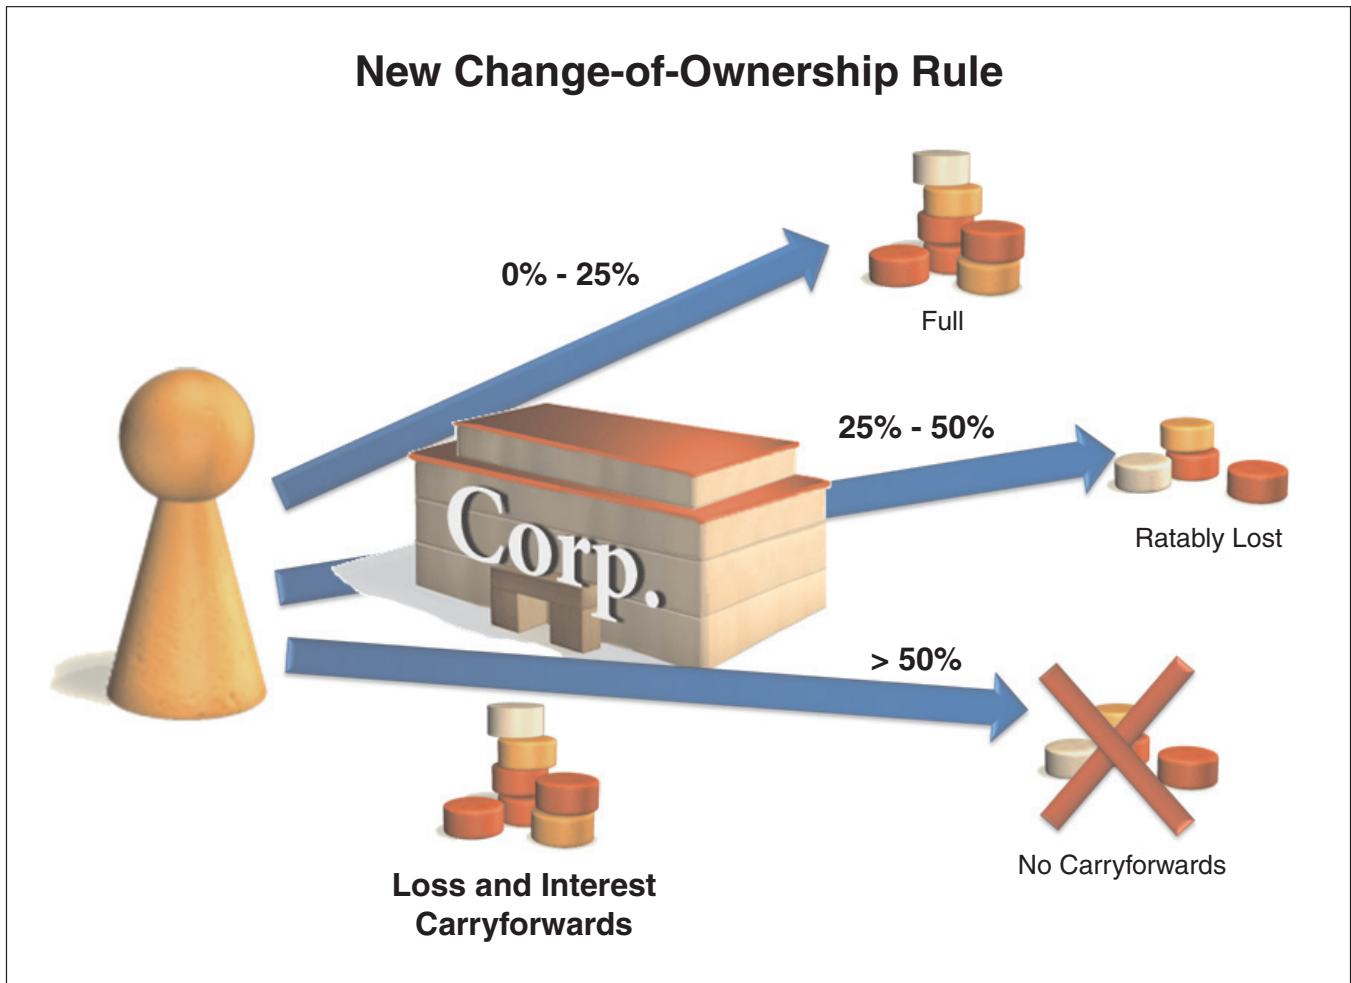 New Change-of-Ownership Rule
0% - 25%
Full
25% - 50%
Ratably Lost
Corp.
> 50%
No Carryforwards
Loss and Interest
Carryforwards